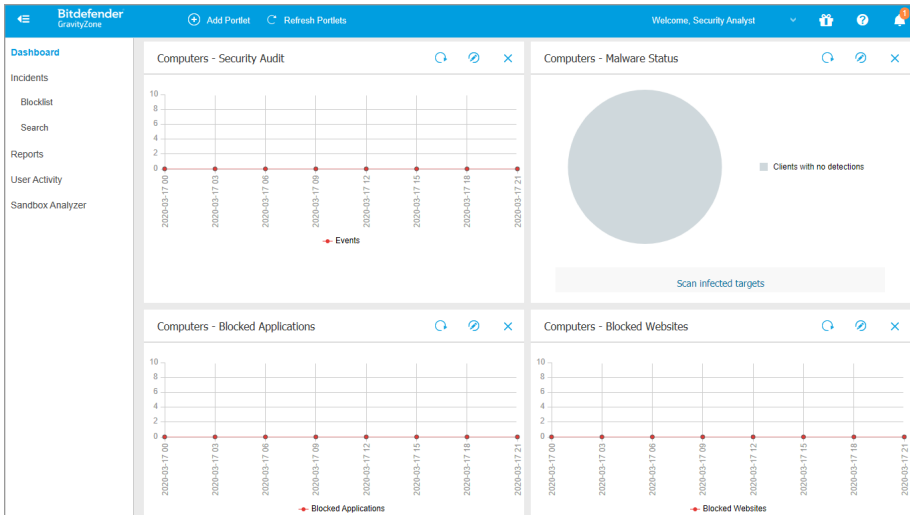 Bitdefender
GravityZone
Add Portlet
Refresh Portlets
Welcome, Security Analyst
1
Dashboard
Incidents
Blocklist
Search
Reports
User Activity
Sandbox Analyzer
Computers - Security Audit
10
8
6
4
2
0
2020-03-17 00
2020-03-17 03
2020-03-17 06
2020-03-17 09
2020-03-17 12
2020-03-17 15
2020-03-17 18
2020-03-17 21
Events
Computers - Malware Status
Clients with no detections
Scan infected targets
Computers - Blocked Applications
10
8
6
4
2
0
2020-03-17 00
2020-03-17 03
2020-03-17 06
2020-03-17 09
2020-03-17 12
2020-03-17 15
2020-03-17 18
2020-03-17 21
Blocked Applications
Computers - Blocked Websites
10
8
6
4
2
0
2020-03-17 00
2020-03-17 03
2020-03-17 06
2020-03-17 09
2020-03-17 12
2020-03-17 15
2020-03-17 18
2020-03-17 21
Blocked Websites